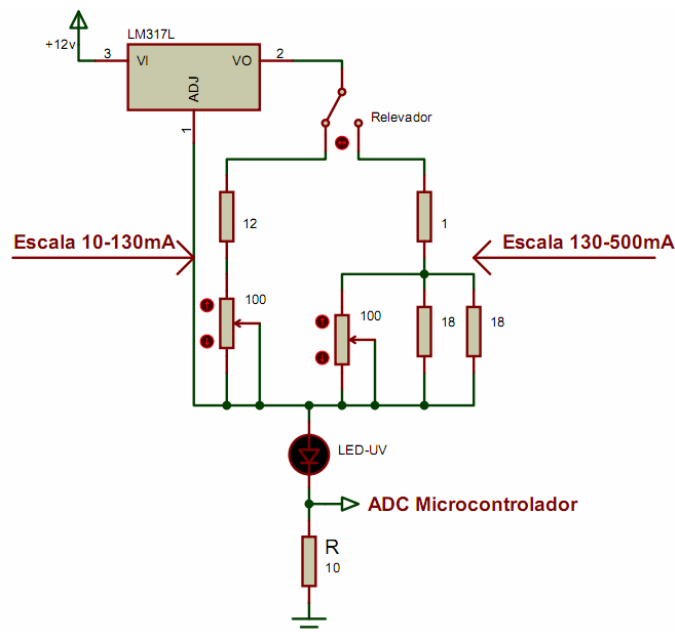 LM317L
+12v
3
VI
VO
2
ADJ
1
Relevador
12
1
Escala 10-130mA
Escala 130-500mA
100
100
18
18
LED-UV
ADC Microcontrolador
R
10